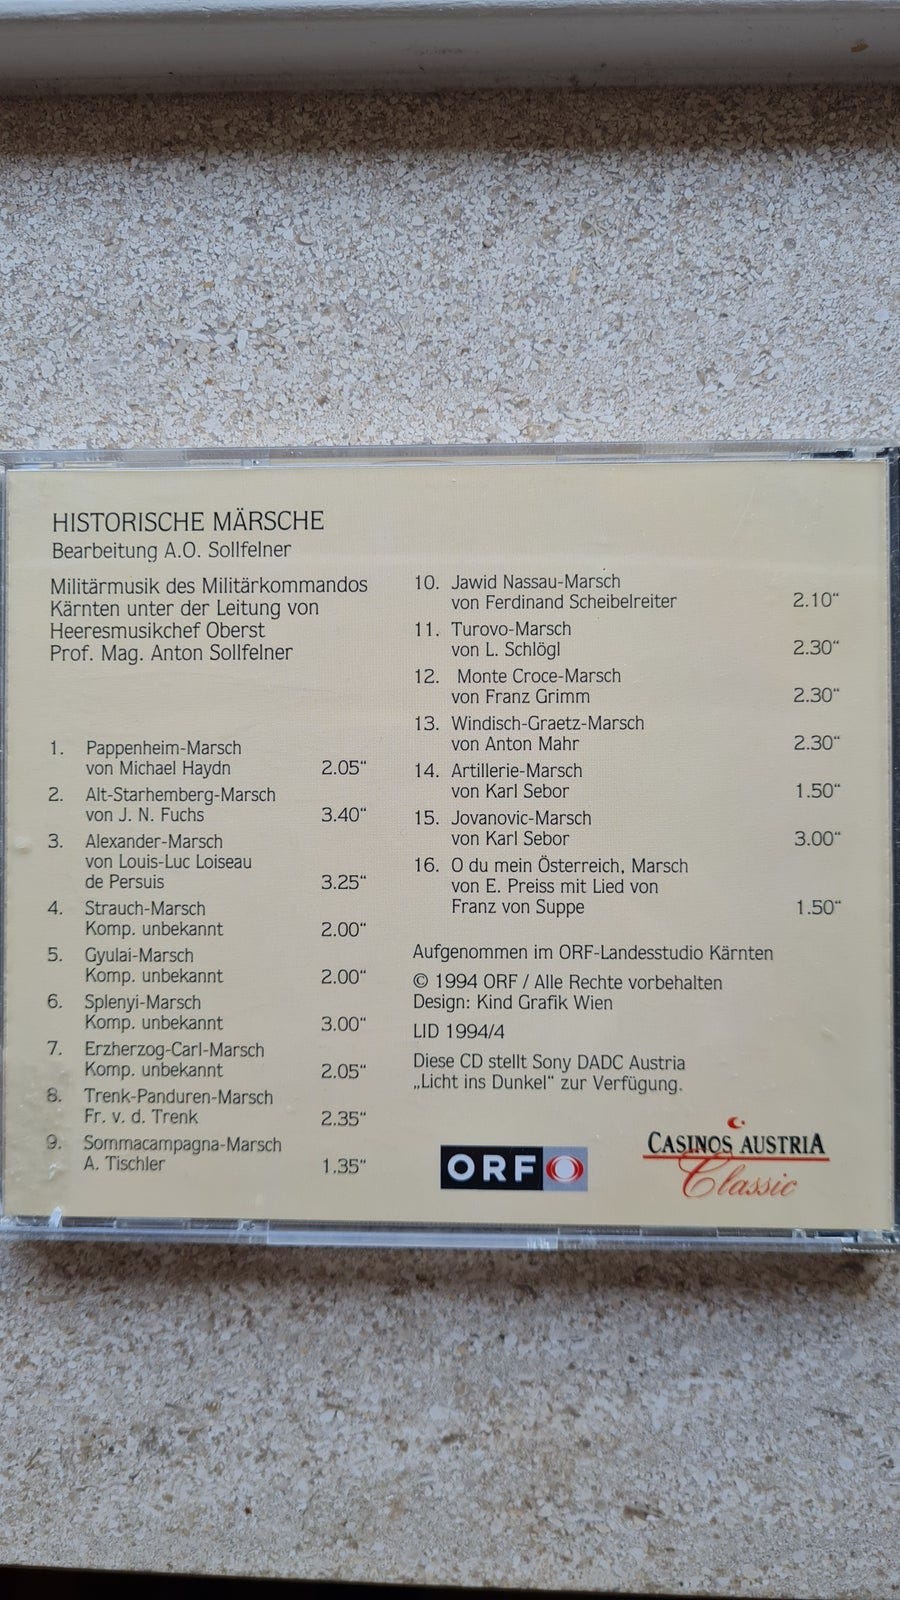 HISTORISCHE MÄRSCHE
Bearbeitung A.O. Sollfelner
Militärmusik des Militärkommandos
Kärnten unter der Leitung von
Heeresmusikchef Oberst
Prof. Mag. Anton Sollfelner
1. Pappenheim-Marsch
von Michael Haydn 2.05“
2. Alt-Starhemberg-Marsch
von J. N. Fuchs 3.40“
3. Alexander-Marsch
von Louis-Luc Loiseau
de Persuis 3.25“
4. Strauch-Marsch
Komp. unbekannt 2.00“
5. Gyulai-Marsch
Komp. unbekannt 2.00“
6. Splenyi-Marsch
Komp. unbekannt 3.00“
7. Erzherzog-Carl-Marsch
Komp. unbekannt 2.05“
8. Trenk-Panduren-Marsch
Fr. v. d. Trenk 2.35“
9. Sommacampagna-Marsch
A. Tischler 1.35“
10. Jawid Nassau-Marsch
von Ferdinand Scheibelreiter 2.10“
11. Turovo-Marsch
von L. Schlögl 2.30“
12. Monte Croce-Marsch
von Franz Grimm 2.30“
13. Windisch-Graetz-Marsch
von Anton Mahr 2.30“
14. Artillerie-Marsch
von Karl Sebor 1.50“
15. Jovanovic-Marsch
von Karl Sebor 3.00“
16. O du mein Österreich, Marsch
von E. Preiss mit Lied von
Franz von Suppe 1.50“
Aufgenommen im ORF-Landesstudio Kärnten
© 1994 ORF / Alle Rechte vorbehalten
Design: Kind Grafik Wien
LID 1994/4
Diese CD stellt Sony DADC Austria
„Licht ins Dunkel“ zur Verfügung.
ORF
CASINOS AUSTRIA
Classic